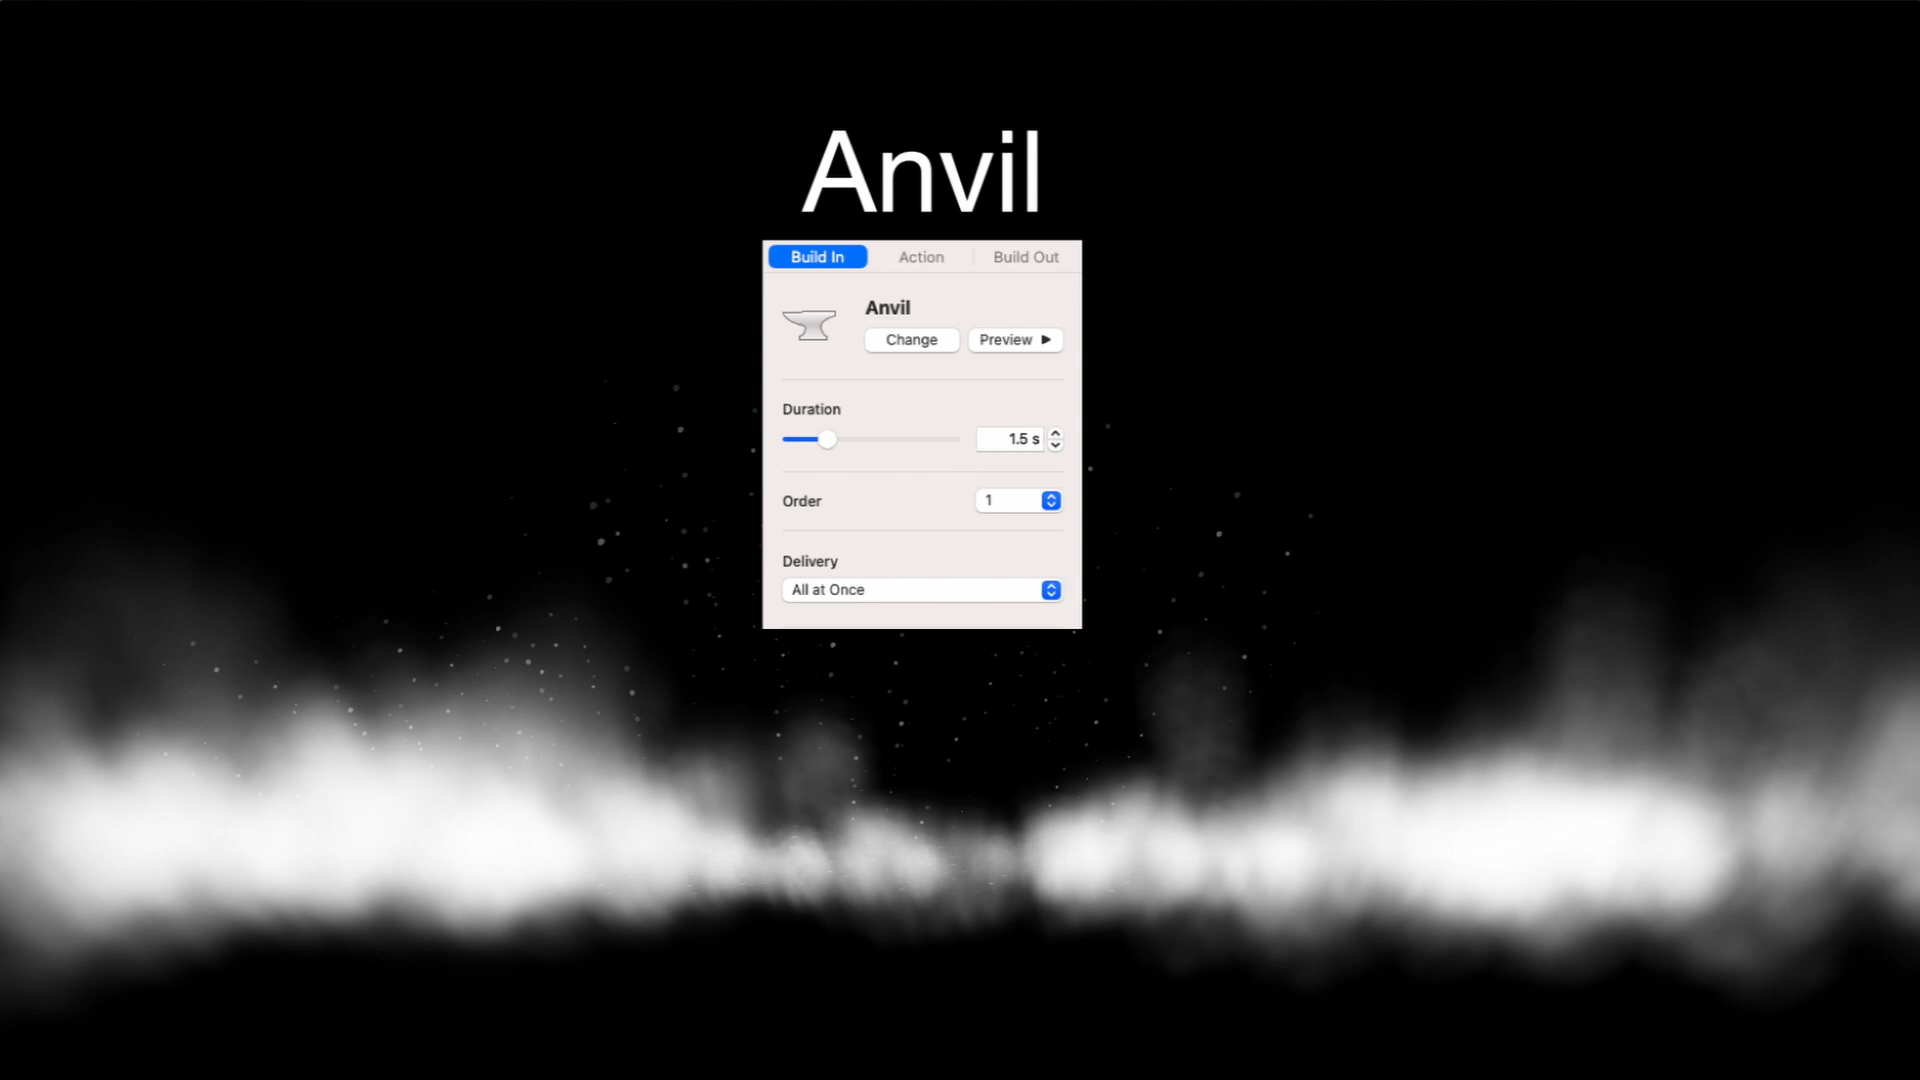 Anvil
Build In Action Build Out
Anvil
Change Preview
Duration
1.5 s
Order 1
Delivery
All at Once